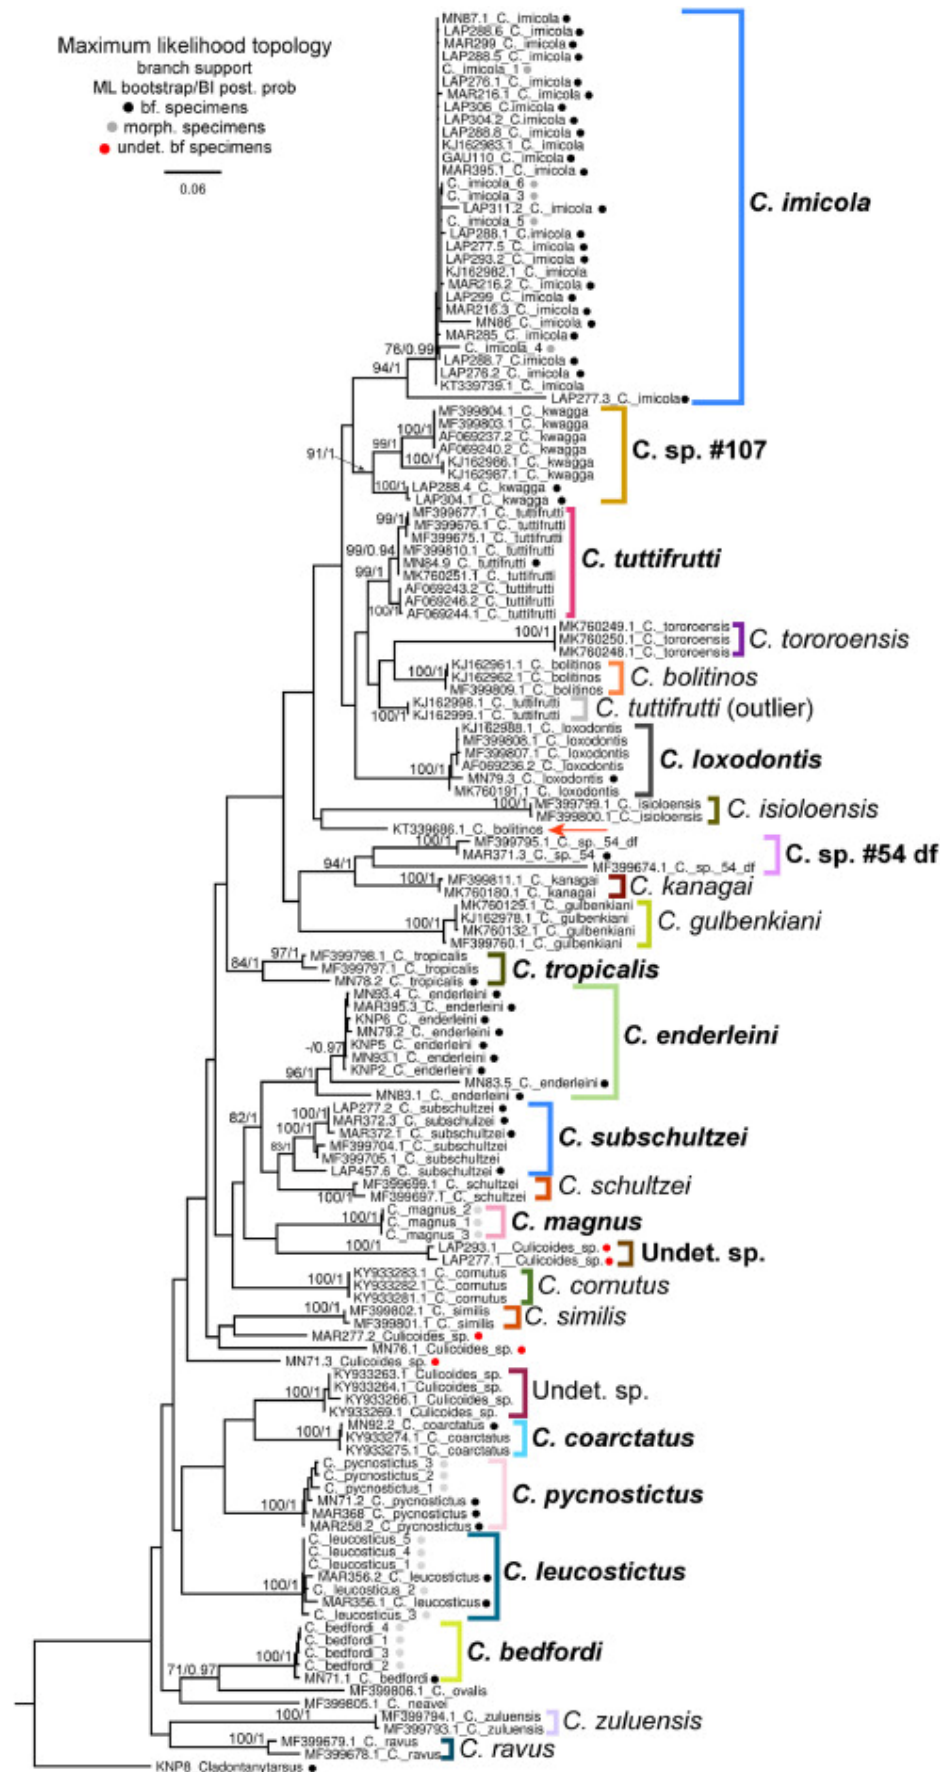 Maximum likelihood topology
branch support
ML bootstrap/BI post. prob
bf. specimens
morph. specimens
undet. bf specimens
0.06
MN87.1_C._imicola
LAP288.6_C._imicola
MAR299_C._imicola
LAP288.5_C._imicola
C._imicola_1
LAP276.1_C._imicola
MAR216.1_C._imicola
LAP306_C.imicola
LAP304.2_C.imicola
LAP288.8_C._imicola
KJ162983.1_C._imicola
GAU110_C._imicola
MAR395.1_C._imicola
C._imicola_6
C._imicola_3
LAP311.2_C._imicola
C._imicola_5
LAP288.1_C.imicola
LAP277.5_C._imicola
LAP293.2_C._imicola
KJ162982.1_C._imicola
MAR216.2_C._imicola
LAP299_C._imicola
MAR216.3_C._imicola
MN86_C._imicola
MAR285_C._imicola
C._imicola_4
LAP288.7_C.imicola
LAP276.2_C._imicola
KT339739.1_C._imicola
LAP277.3_C._imicola
C. imicola
76/0.99
94/1
MF399804.1_C._kwagga
MF399803.1_C._kwagga
AF069237.2_C._kwagga
AF069240.2_C._kwagga
KJ162986.1_C._kwagga
KJ162987.1_C._kwagga
LAP288.4_C._kwagga
LAP304.1_C._kwagga
C. sp. #107
100/1
99/1
100/1
91/1
100/1
MF399677.1_C._tuttifrutti
MF399676.1_C._tuttifrutti
MF399675.1_C._tuttifrutti
MF399810.1_C._tuttifrutti
MN84.9_C._tuttifrutti
MK760251.1_C._tuttifrutti
AF069243.2_C._tuttifrutti
AF069246.2_C._tuttifrutti
AF069244.1_C._tuttifrutti
C. tuttifrutti
99/1
99/0.94
99/1
100/1
MK760249.1_C._tororoensis
MK760250.1_C._tororoensis
MK760248.1_C._tororoensis
C. tororoensis
100/1
KJ162961.1_C._bolitinos
KJ162962.1_C._bolitinos
MF399809.1_C._bolitinos
C. bolitinos
100/1
KJ162998.1_C._tuttifrutti
KJ162999.1_C._tuttifrutti
C. tuttifrutti (outlier)
100/1
KJ162988.1_C._loxodontis
MF399808.1_C._loxodontis
MF399807.1_C._loxodontis
AF069236.2_C._loxodontis
MN79.3_C._loxodontis
MK760191.1_C._loxodontis
C. loxodontis
100/1
MF399799.1_C._isioloensis
MF399800.1_C._isioloensis
C. isioloensis
100/1
KT339686.1_C._bolitinos
MF399795.1_C._sp._54_df
MAR371.3_C._sp._54
MF399674.1_C._sp._54_df
C. sp. #54 df
100/1
94/1
MF399811.1_C._kanagai
MK760180.1_C._kanagai
C. kanagai
100/1
MK760129.1_C._gulbenkiani
KJ162978.1_C._gulbenkiani
MK760132.1_C._gulbenkiani
MF399760.1_C._gulbenkiani
C. gulbenkiani
100/1
MF399798.1_C._tropicalis
MF399797.1_C._tropicalis
MN78.2_C._tropicalis
C. tropicalis
97/1
84/1
MN93.4_C._enderleini
MAR395.3_C._enderleini
KNP6_C._enderleini
MN79.2_C._enderleini
KNP5_C._enderleini
MN93.1_C._enderleini
KNP2_C._enderleini
MN83.5_C._enderleini
MN83.1_C._enderleini
C. enderleini
-/0.97
96/1
82/1
LAP277.2_C._subschultzei
MAR372.3_C._subschulzei
MAR372.1_C._subschultzei
MF399704.1_C._subschultzei
MF399705.1_C._subschultzei
LAP457.6_C._subschultzei
C. subschultzei
100/1
100/1
83/1
MF399699.1_C._schultzei
MF399697.1_C._schultzei
C. schultzei
100/1
C._magnus_2
C._magnus_1
C._magnus_3
C. magnus
100/1
LAP293.1__Culicoides_sp.
LAP277.1__Culicoides_sp.
Undet. sp.
100/1
KY933283.1_C._cornutus
KY933282.1_C._cornutus
KY933281.1_C._cornutus
C. cornutus
100/1
MF399802.1_C._similis
MF399801.1_C._similis
C. similis
100/1
MAR277.2_Culicoides_sp.
MN76.1_Culicoides_sp.
MN71.3_Culicoides_sp.
KY933263.1_Culicoides_sp.
KY933264.1_Culicoides_sp.
KY933266.1_Culicoides_sp.
KY933269.1_Culicoides_sp.
Undet. sp.
100/1
MN92.2_C._coarctatus
KY933274.1_C._coarctatus
KY933275.1_C._coarctatus
C. coarctatus
100/1
C._pycnostictus_3
C._pycnostictus_2
C._pycnostictus_1
MN71.2_C._pycnostictus
MAR368_C._pycnostictus
MAR258.2_C_pycnostictus
C. pycnostictus
100/1
C._leucosticus_5
C._leucosticus_4
C._leucosticus_1
MAR356.2_C._leucostictus
C._leucosticus_2
MAR356.1_C._leucosticus
C._leucosticus_3
C. leucostictus
100/1
C._bedfordi_4
C._bedfordi_1
C._bedfordi_3
C._bedfordi_2
MN71.1_C._bedfordi
C. bedfordi
100/1
71/0.97
MF399806.1_C._ovalis
MF399805.1_C._neavei
MF399794.1_C._zuluensis
MF399793.1_C._zuluensis
C. zuluensis
100/1
MF399679.1_C._ravus
MF399678.1_C._ravus
C. ravus
100/1
KNP8_Cladontanytarsus